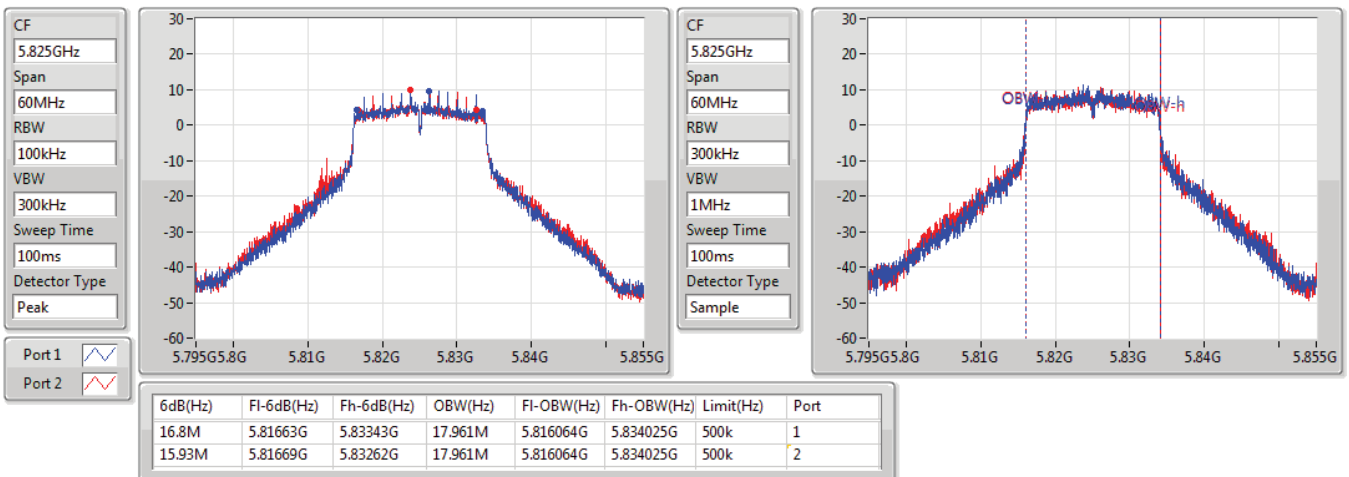 CF
5.825GHz
Span
60MHz
RBW
100kHz
VBW
300kHz
Sweep Time
100ms
Detector Type
Peak
Port 1
Port 2
30
20
10
0
-10
-20
-30
-40
-50
-60
5.795G 5.8G 5.81G 5.82G 5.83G 5.84G 5.855G
CF
5.825GHz
Span
60MHz
RBW
300kHz
VBW
1MHz
Sweep Time
100ms
Detector Type
Sample
30
20
10
0
-10
-20
-30
-40
-50
-60
5.795G 5.8G 5.81G 5.82G 5.83G 5.84G 5.855G
6dB(Hz) Fl-6dB(Hz) Fh-6dB(Hz) OBW(Hz) Fl-OBW(Hz) Fh-OBW(Hz) Limit(Hz) Port
16.8M 5.81663G 5.83343G 17.961M 5.816064G 5.834025G 500k 1
15.93M 5.81669G 5.83262G 17.961M 5.816064G 5.834025G 500k 2